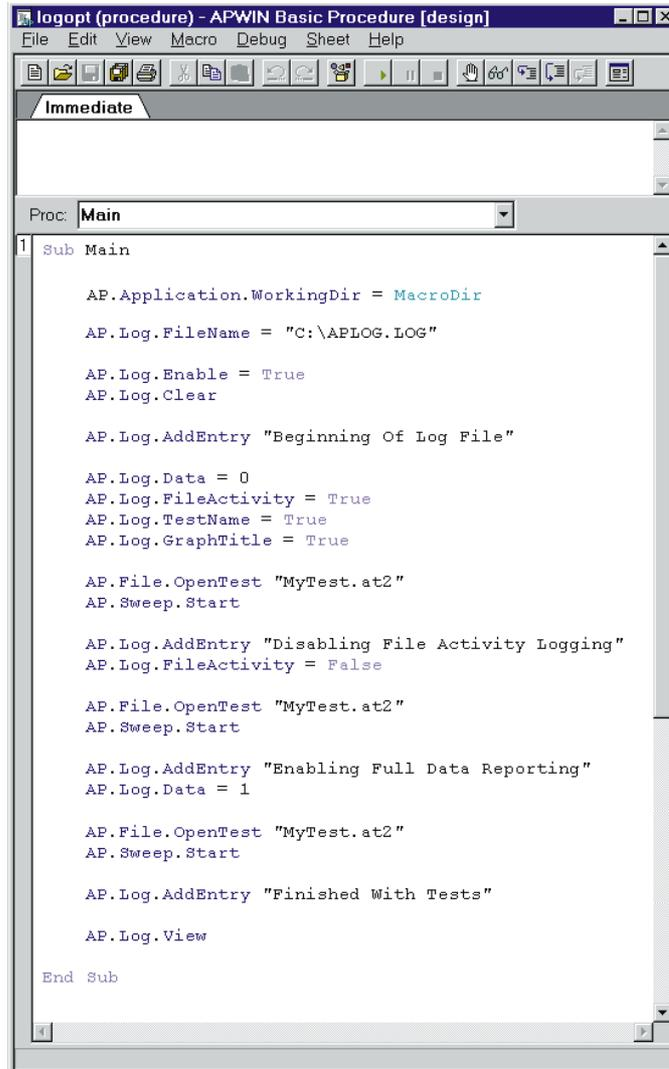 logopt (procedure) - APWIN Basic Procedure [design]
File Edit View Macro Debug Sheet Help
Immediate
Proc: Main
1
Sub Main
AP.Application.WorkingDir = MacroDir
AP.Log.FileName = "C:\APLOG.LOG"
AP.Log.Enable = True
AP.Log.Clear
AP.Log.AddEntry "Beginning Of Log File"
AP.Log.Data = 0
AP.Log.FileActivity = True
AP.Log.TestName = True
AP.Log.GraphTitle = True
AP.File.OpenTest "MyTest.at2"
AP.Sweep.Start
AP.Log.AddEntry "Disabling File Activity Logging"
AP.Log.FileActivity = False
AP.File.OpenTest "MyTest.at2"
AP.Sweep.Start
AP.Log.AddEntry "Enabling Full Data Reporting"
AP.Log.Data = 1
AP.File.OpenTest "MyTest.at2"
AP.Sweep.Start
AP.Log.AddEntry "Finished With Tests"
AP.Log.View
End Sub